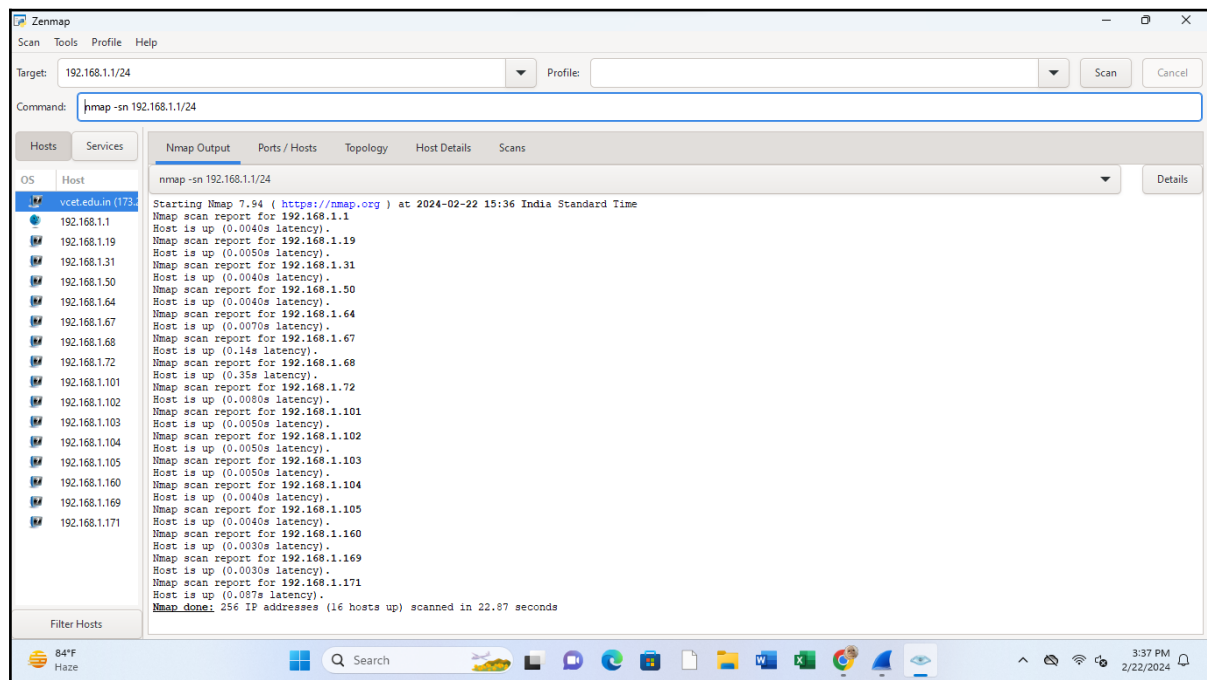 Zenmap
Scan Tools Profile Help
Target: 192.168.1.1/24 Profile: Scan Cancel
Command: nmap -sn 192.168.1.1/24
Hosts Services
Nmap Output Ports / Hosts Topology Host Details Scans
OS Host
nmap -sn 192.168.1.1/24 Details
vcet.edu.in (173.2
192.168.1.1
192.168.1.19
192.168.1.31
192.168.1.50
192.168.1.64
192.168.1.67
192.168.1.68
192.168.1.72
192.168.1.101
192.168.1.102
192.168.1.103
192.168.1.104
192.168.1.105
192.168.1.160
192.168.1.169
192.168.1.171
Filter Hosts
Starting Nmap 7.94 ( https://nmap.org ) at 2024-02-22 15:36 India Standard Time
Nmap scan report for 192.168.1.1
Host is up (0.0040s latency).
Nmap scan report for 192.168.1.19
Host is up (0.0050s latency).
Nmap scan report for 192.168.1.31
Host is up (0.0040s latency).
Nmap scan report for 192.168.1.50
Host is up (0.0040s latency).
Nmap scan report for 192.168.1.64
Host is up (0.0070s latency).
Nmap scan report for 192.168.1.67
Host is up (0.14s latency).
Nmap scan report for 192.168.1.68
Host is up (0.35s latency).
Nmap scan report for 192.168.1.72
Host is up (0.0080s latency).
Nmap scan report for 192.168.1.101
Host is up (0.0050s latency).
Nmap scan report for 192.168.1.102
Host is up (0.0050s latency).
Nmap scan report for 192.168.1.103
Host is up (0.0050s latency).
Nmap scan report for 192.168.1.104
Host is up (0.0040s latency).
Nmap scan report for 192.168.1.105
Host is up (0.0040s latency).
Nmap scan report for 192.168.1.160
Host is up (0.0030s latency).
Nmap scan report for 192.168.1.169
Host is up (0.0030s latency).
Nmap scan report for 192.168.1.171
Host is up (0.087s latency).
Nmap done: 256 IP addresses (16 hosts up) scanned in 22.87 seconds
84°F
Haze
Search
3:37 PM
2/22/2024